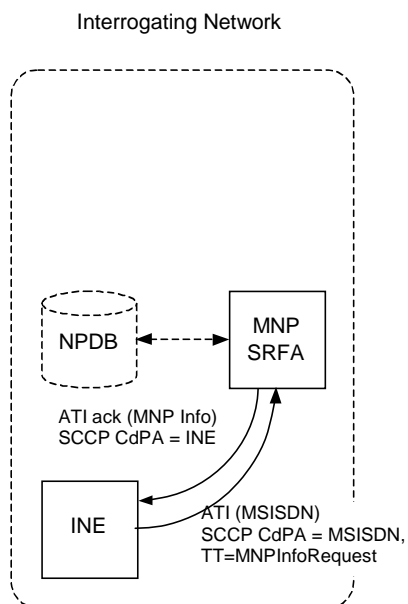 Interrogating Network
NPDB
MNP
SRFA
ATI ack (MNP Info)
SCCP CdPA = INE
INE
ATI (MSISDN)
SCCP CdPA = MSISDN,
TT=MNPInfoRequest